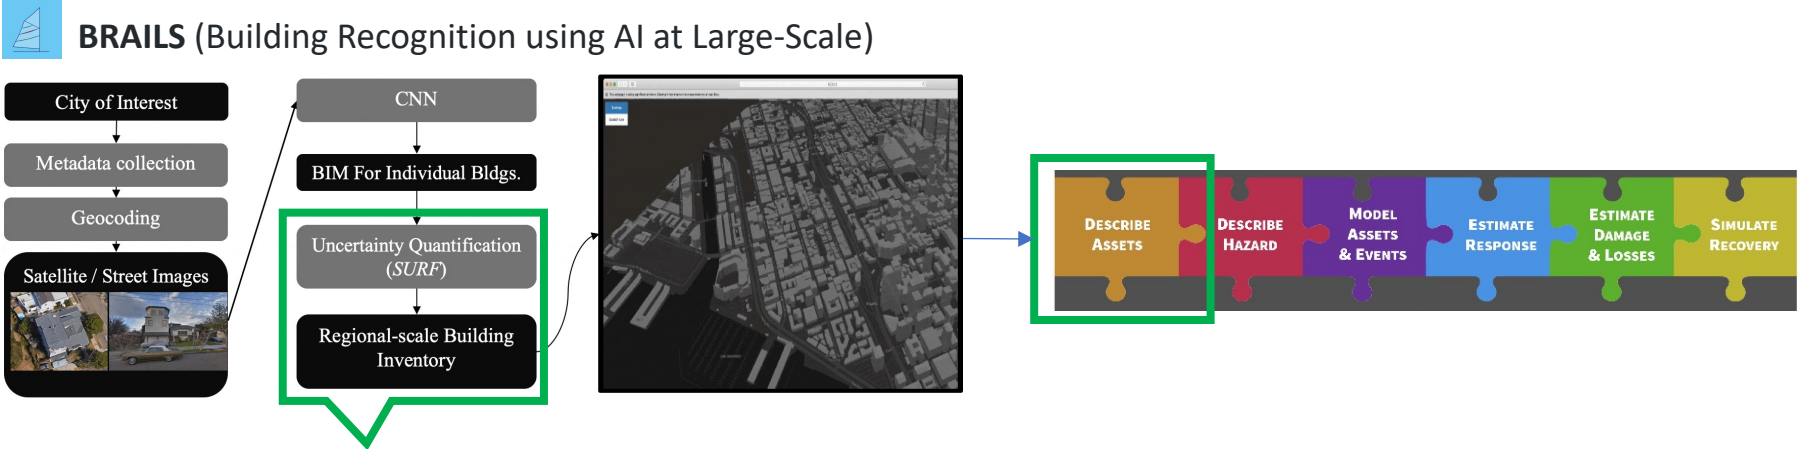 BRAILS (Building Recognition using AI at Large-Scale)
City of Interest
Metadata collection
Geocoding
Satellite / Street Images
CNN
BIM For Individual Bldgs.
Uncertainty Quantification
(SURF)
Regional-scale Building
Inventory
DESCRIBE
ASSETS
DESCRIBE
HAZARD
MODEL
ASSETS
& EVENTS
ESTIMATE
RESPONSE
ESTIMATE
DAMAGE
& LOSSES
SIMULATE
RECOVERY